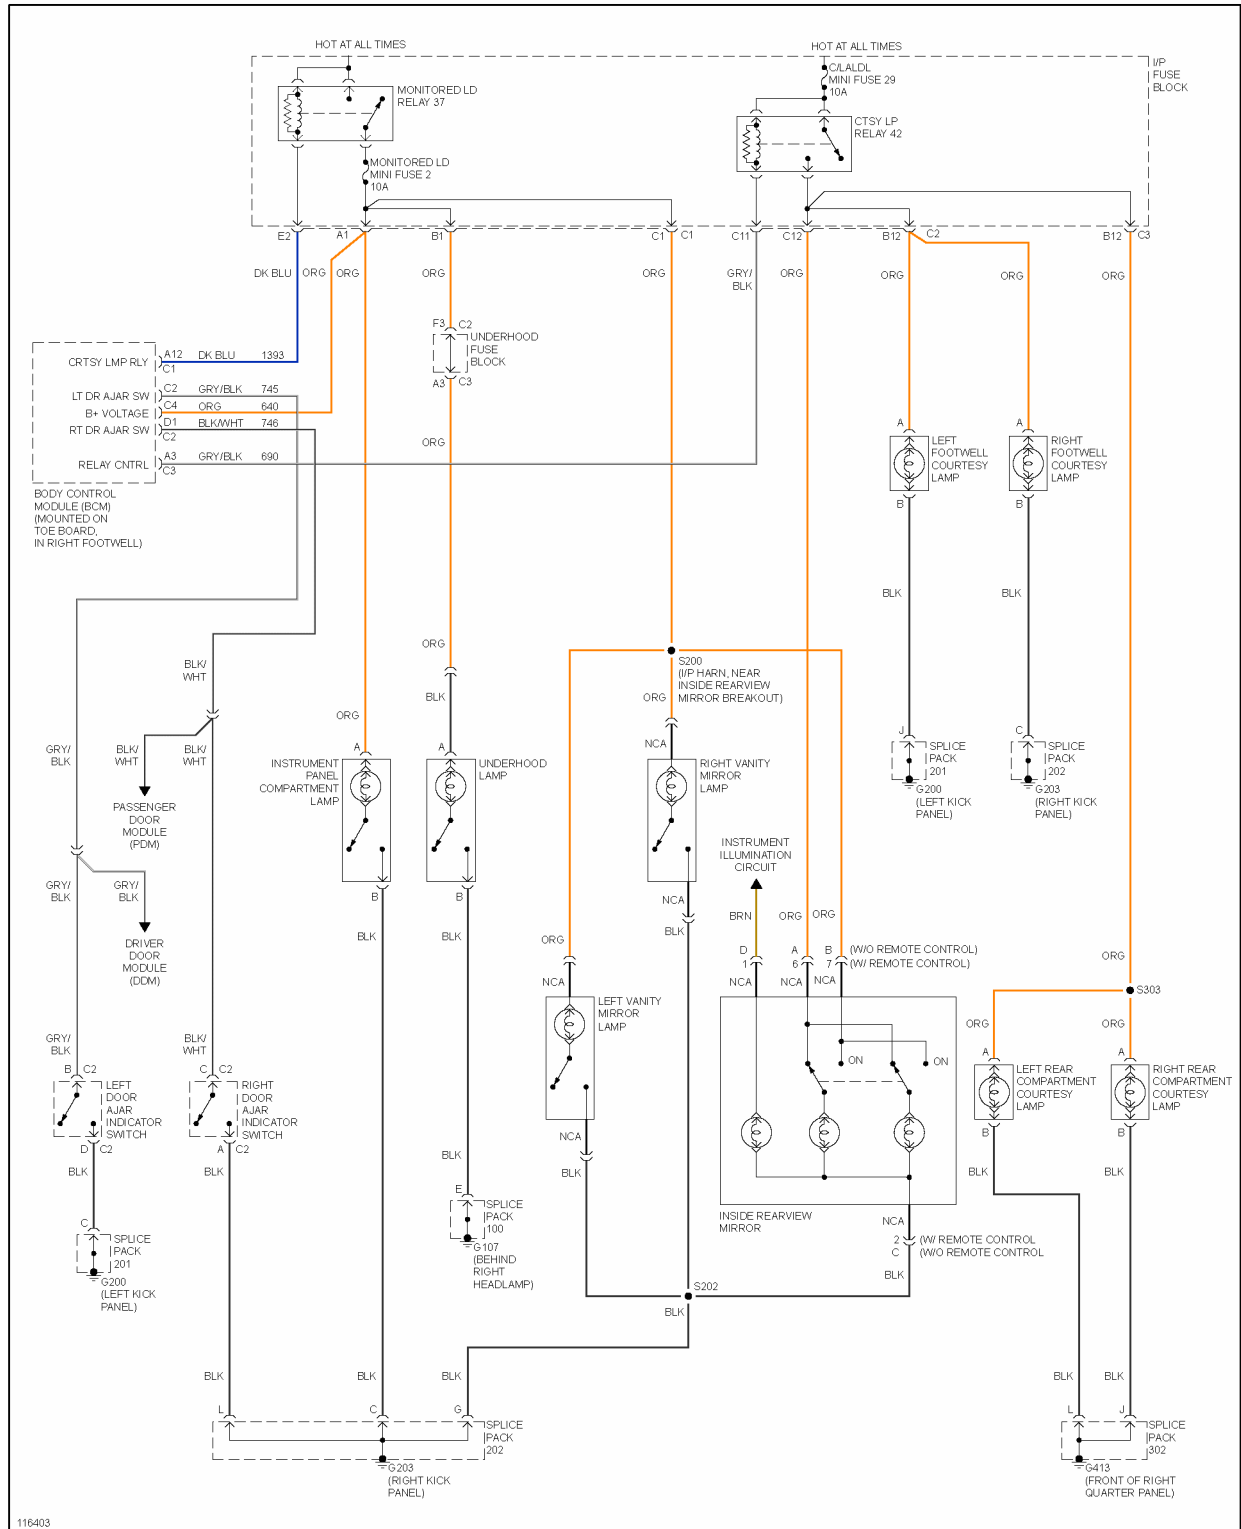 HOT AT ALL TIMES
HOT AT ALL TIMES
I/P
FUSE
BLOCK
MONITORED LD
RELAY 37
C/LALDL
MINI FUSE 29
10A
CTSY LP
RELAY 42
MONITORED LD
MINI FUSE 2
10A
E2
A1
B1
C1
C1
C11
C12
B12
C2
B12
C3
DK BLU
ORG
ORG
ORG
ORG
GRY/
BLK
ORG
ORG
ORG
ORG
F3
C2
UNDERHOOD
FUSE
BLOCK
A3
C3
CRTSY LMP RLY
A12
DK BLU
1393
C1
LT DR AJAR SW
C2
GRY/BLK
745
B+ VOLTAGE
C4
ORG
640
RT DR AJAR SW
D1
BLK/WHT
746
C2
RELAY CNTRL
A3
GRY/BLK
690
C3
BODY CONTROL
MODULE (BCM)
(MOUNTED ON
TOE BOARD,
IN RIGHT FOOTWELL)
ORG
A
LEFT
FOOTWELL
COURTESY
LAMP
B
A
RIGHT
FOOTWELL
COURTESY
LAMP
B
BLK
BLK
ORG
BLK
S200
(I/P HARN, NEAR
INSIDE REARVIEW
MIRROR BREAKOUT)
ORG
BLK/
WHT
ORG
NCA
J
SPLICE
PACK
201
G200
(LEFT KICK
PANEL)
C
SPLICE
PACK
202
G203
(RIGHT KICK
PANEL)
GRY/
BLK
BLK/
WHT
BLK/
WHT
PASSENGER
DOOR
MODULE
(PDM)
A
INSTRUMENT
PANEL
COMPARTMENT
LAMP
B
A
UNDERHOOD
LAMP
B
RIGHT VANITY
MIRROR
LAMP
NCA
BLK
INSTRUMENT
ILLUMINATION
CIRCUIT
GRY/
BLK
GRY/
BLK
DRIVER
DOOR
MODULE
(DDM)
BLK
BLK
ORG
NCA
BRN
ORG
ORG
D
A
B
(W/O REMOTE CONTROL)
1
6
7
(W/ REMOTE CONTROL)
NCA
NCA
NCA
ORG
S303
ORG
ORG
LEFT VANITY
MIRROR
LAMP
NCA
BLK
ON
ON
GRY/
BLK
BLK/
WHT
B
C2
LEFT
DOOR
AJAR
INDICATOR
SWITCH
D
C2
C
C2
RIGHT
DOOR
AJAR
INDICATOR
SWITCH
A
C2
A
LEFT REAR
COMPARTMENT
COURTESY
LAMP
B
A
RIGHT REAR
COMPARTMENT
COURTESY
LAMP
B
BLK
BLK
BLK
BLK
BLK
E
SPLICE
PACK
100
G107
(BEHIND
RIGHT
HEADLAMP)
C
SPLICE
PACK
201
G200
(LEFT KICK
PANEL)
INSIDE REARVIEW
MIRROR
NCA
2
(W/ REMOTE CONTROL
C
(W/O REMOTE CONTROL
BLK
S202
BLK
BLK
BLK
BLK
BLK
BLK
L
C
G
SPLICE
PACK
202
G203
(RIGHT KICK
PANEL)
L
J
SPLICE
PACK
302
G413
(FRONT OF RIGHT
QUARTER PANEL)
116403